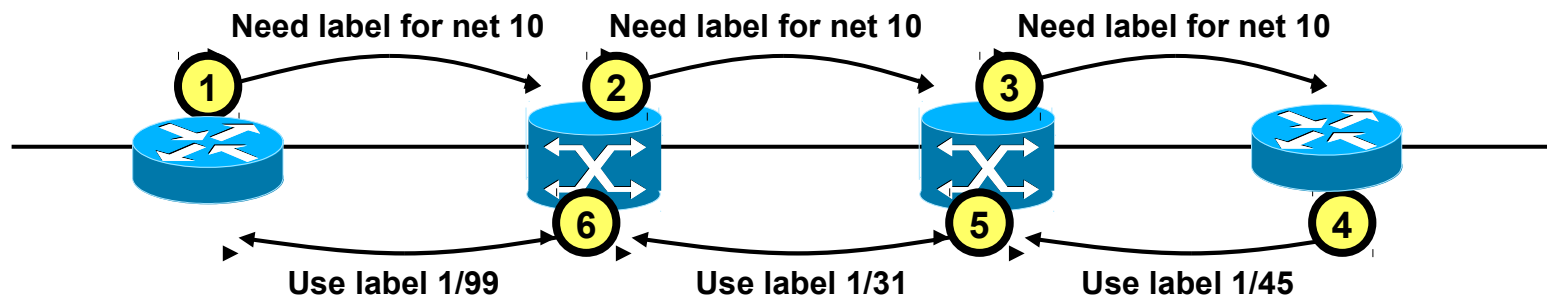 Need label for net 10
Need label for net 10
Need label for net 10
1
2
3
6
5
4
Use label 1/99
Use label 1/31
Use label 1/45